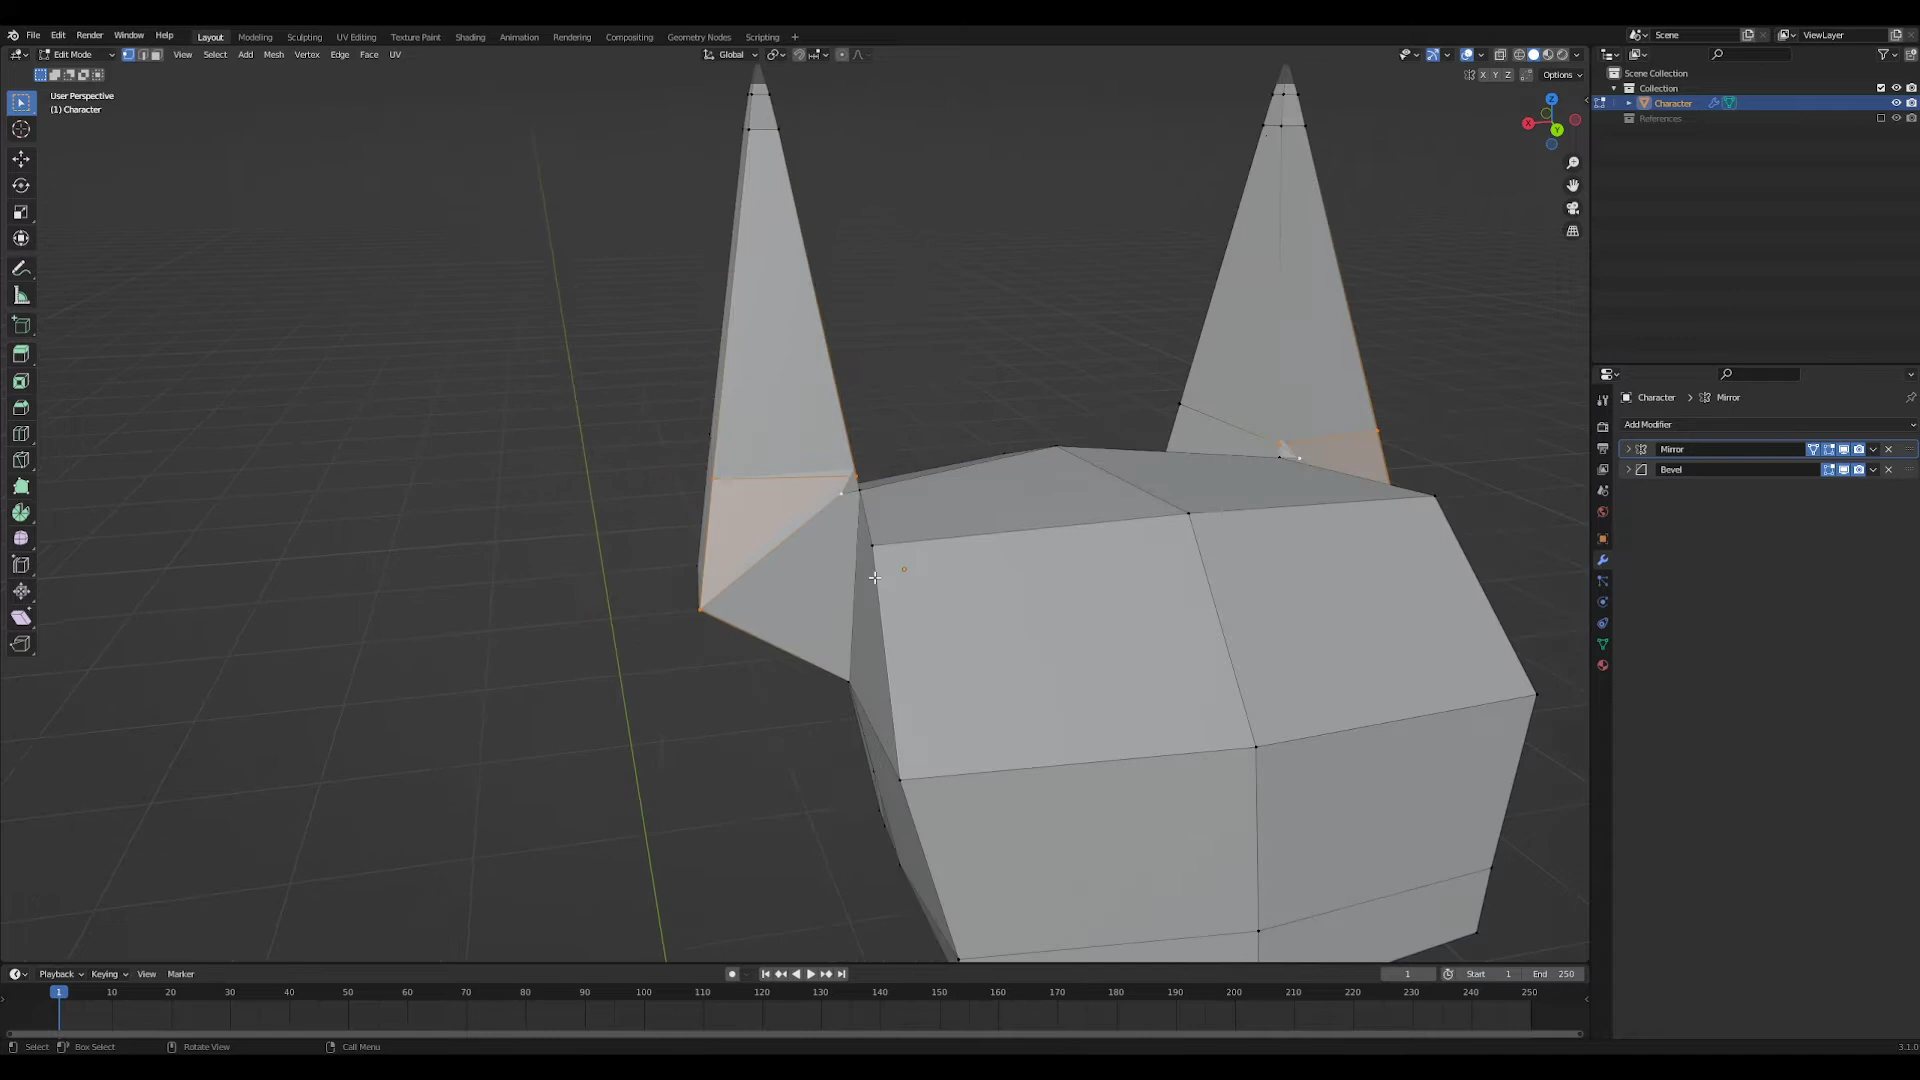 File Edit Render Window Help Layout Modeling Sculpting UV Editing Texture Paint Shading Animation Rendering Compositing Geometry Nodes Scripting + Scene ViewLayer
Edit Mode View Select Add Mesh Vertex Edge Face UV Global
X Y Z Options
User Perspective
(1) Character
Scene Collection
Collection
Character
References
Z
X
Y
Character Mirror
Add Modifier
Mirror
Bevel
Playback Keying View Marker 1 Start 1 End 250
1 10 20 30 40 50 60 70 80 90 100 110 120 130 140 150 160 170 180 190 200 210 220 230 240 250
Select Box Select Rotate View Call Menu 3.1.0